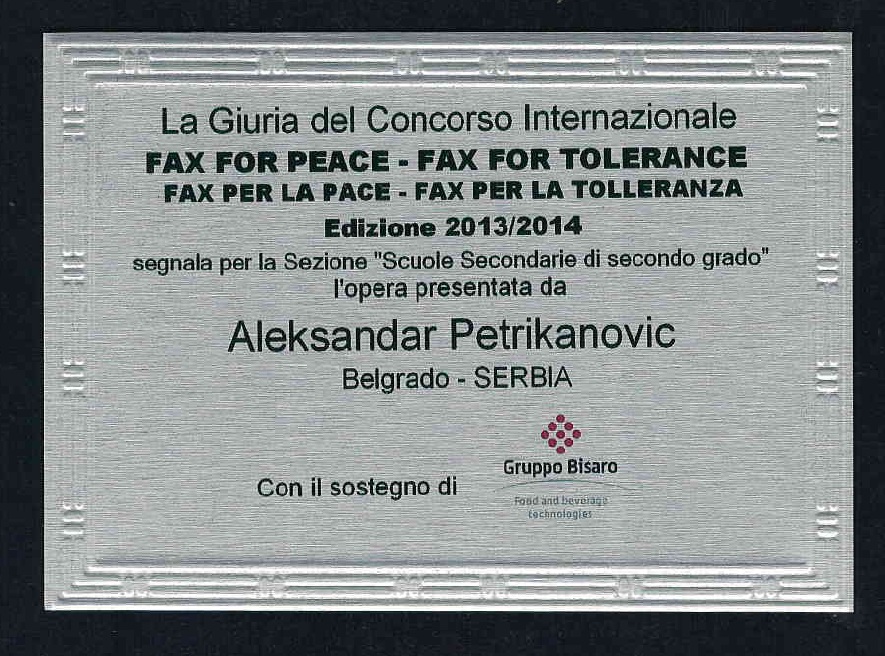 La Giuria del Concorso Internazionale
FAX FOR PEACE - FAX FOR TOLERANCE
FAX PER LA PACE - FAX PER LA TOLLERANZA
Edizione 2013/2014
segnala per la Sezione "Scuole Secondarie di secondo grado"
l'opera presentata da
Aleksandar Petrikanovic
Belgrado - SERBIA
Con il sostegno di
Gruppo Bisaro
Food and beverage
technologies